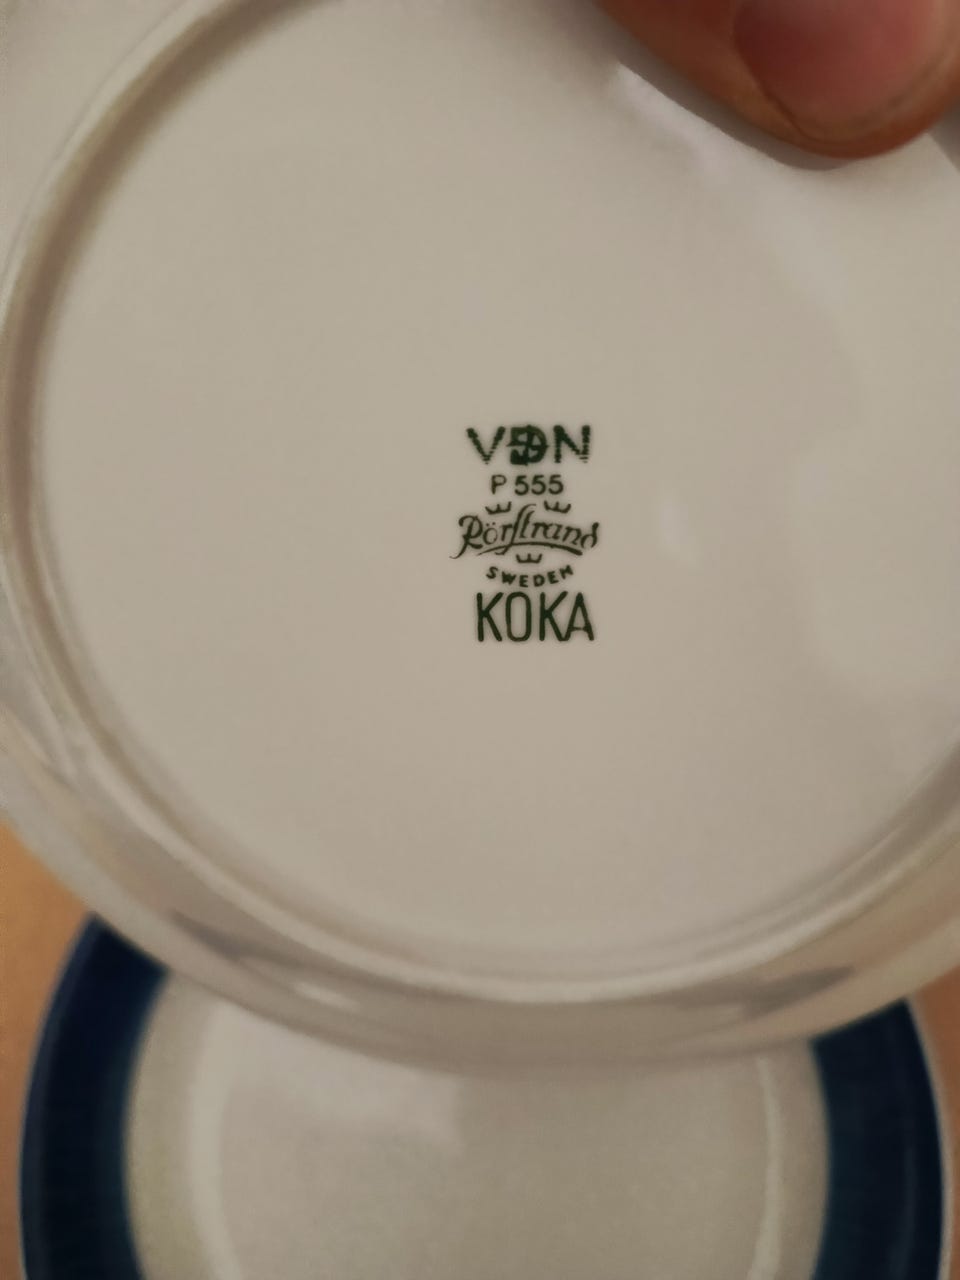 VDN
P 555
Rörstrand
SWEDEN
KOKA